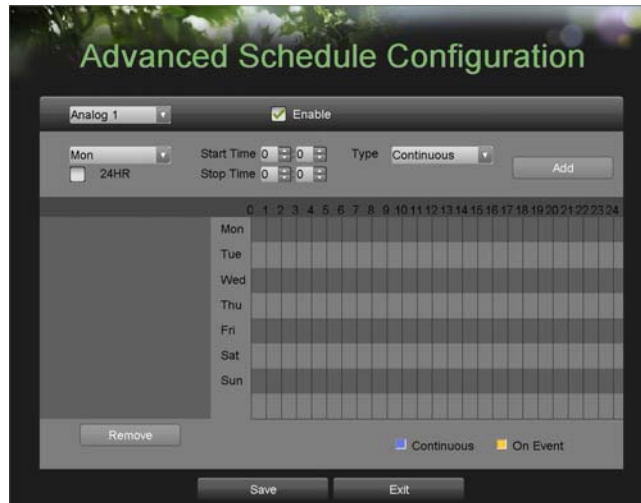 Advanced Schedule Configuration
Analog 1 Enable
Mon Start Time 0 : 0 Type Continuous Add
24HR Stop Time 0 : 0
0 1 2 3 4 5 6 7 8 9 10 11 12 13 14 15 16 17 18 19 20 21 22 23 24
Mon
Tue
Wed
Thu
Fri
Sat
Sun
Remove Continuous On Event
Save Exit